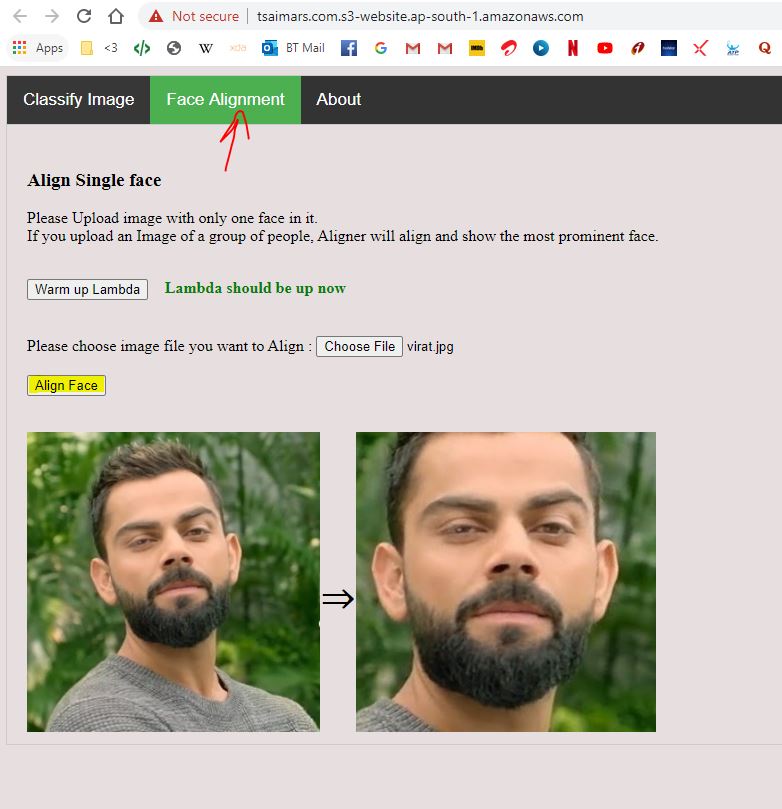 Not secure | tsaimars.com.s3-website.ap-south-1.amazonaws.com
Apps <3 </> W xda BT Mail f G M M IMDb N Q
Classify Image Face Alignment About
Align Single face
Please Upload image with only one face in it.
If you upload an Image of a group of people, Aligner will align and show the most prominent face.
Warm up Lambda Lambda should be up now
Please choose image file you want to Align : Choose File virat.jpg
Align Face
⇒